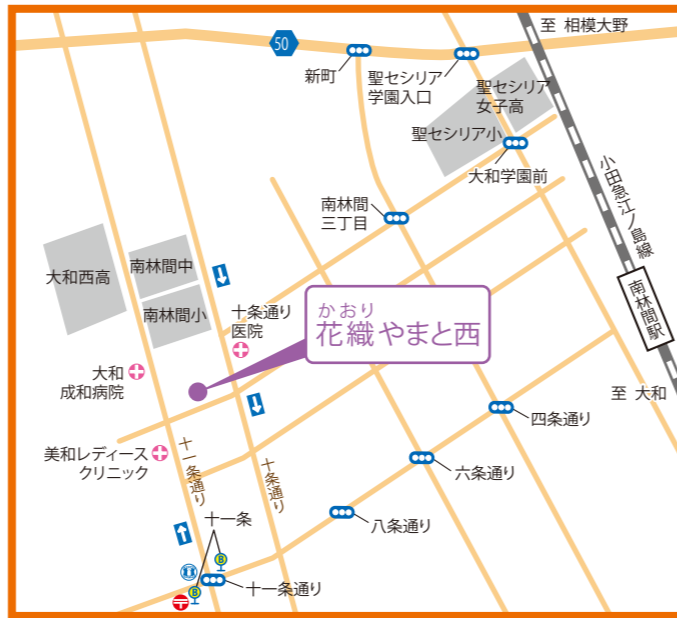 至 相模大野
50
新町
聖セシリア
学園入口
聖セシリア
女子高
聖セシリア小
大和学園前
小田急江ノ島線
南林間
三丁目
南林間駅
至 大和
大和西高
南林間中
南林間小
十条通り
医院
かおり
花織やまと西
大和
成和病院
美和レディース
クリニック
十一条通り
十条通り
四条通り
六条通り
八条通り
十一条
B
B
十一条通り